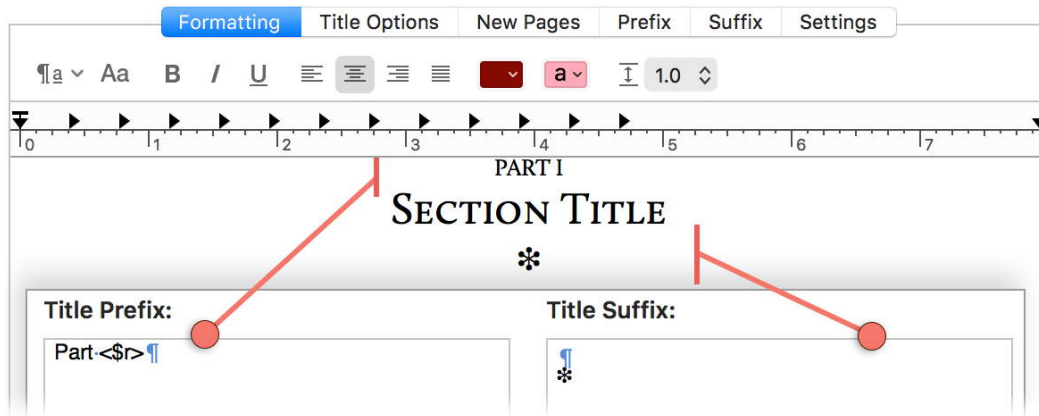 Formatting Title Options New Pages Prefix Suffix Settings
¶a Aa B I U a 1.0
0 1 2 3 4 5 6 7
PART I
SECTION TITLE
✻
Title Prefix: Title Suffix:
Part·<$r>¶ ¶
✻